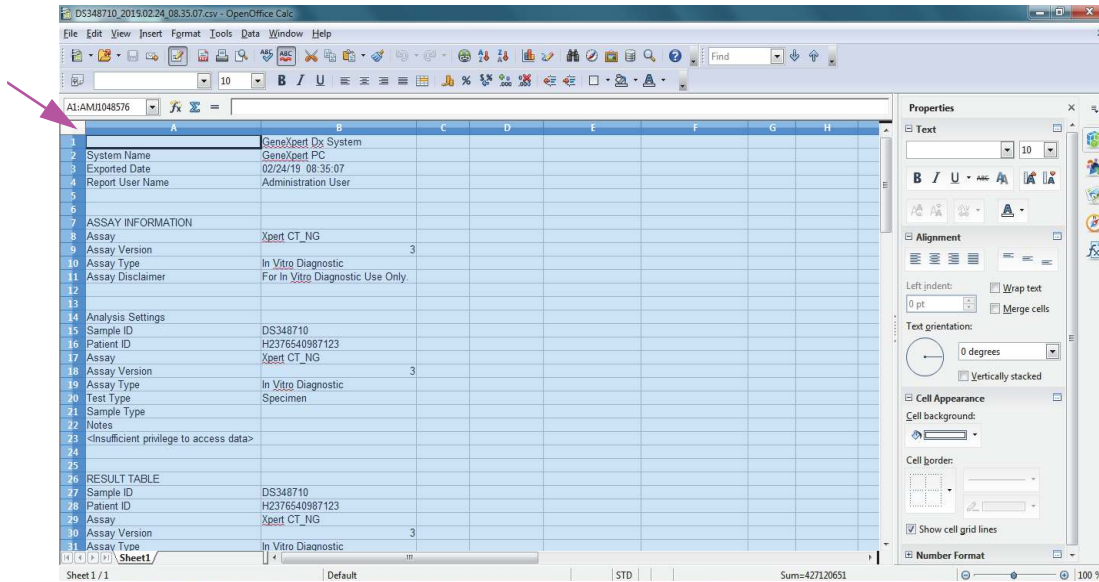 DS348710_2019.02.24_08.35.07.csv - OpenOffice Calc
File Edit View Insert Format Tools Data Window Help
Find
10
A1:AMJ1048576
A B C D E F G H
1 GeneXpert Dx System
2 System Name GeneXpert PC
3 Exported Date 02/24/19 08:35:07
4 Report User Name Administration User
5
6
7 ASSAY INFORMATION
8 Assay Xpert CT_NG
9 Assay Version 3
10 Assay Type In Vitro Diagnostic
11 Assay Disclaimer For In Vitro Diagnostic Use Only.
12
13
14 Analysis Settings
15 Sample ID DS348710
16 Patient ID H2376540987123
17 Assay Xpert CT_NG
18 Assay Version 3
19 Assay Type In Vitro Diagnostic
20 Test Type Specimen
21 Sample Type
22 Notes
23 <Insufficient privilege to access data>
24
25
26 RESULT TABLE
27 Sample ID DS348710
28 Patient ID H2376540987123
29 Assay Xpert CT_NG
30 Assay Version 3
31 Assay Type In Vitro Diagnostic
Sheet1
Sheet 1 / 1 Default STD Sum=427120651 100 %
Properties
Text
10
Alignment
Left indent: Wrap text
0 pt Merge cells
Text orientation:
0 degrees
Vertically stacked
Cell Appearance
Cell background:
Cell border:
Show cell grid lines
Number Format